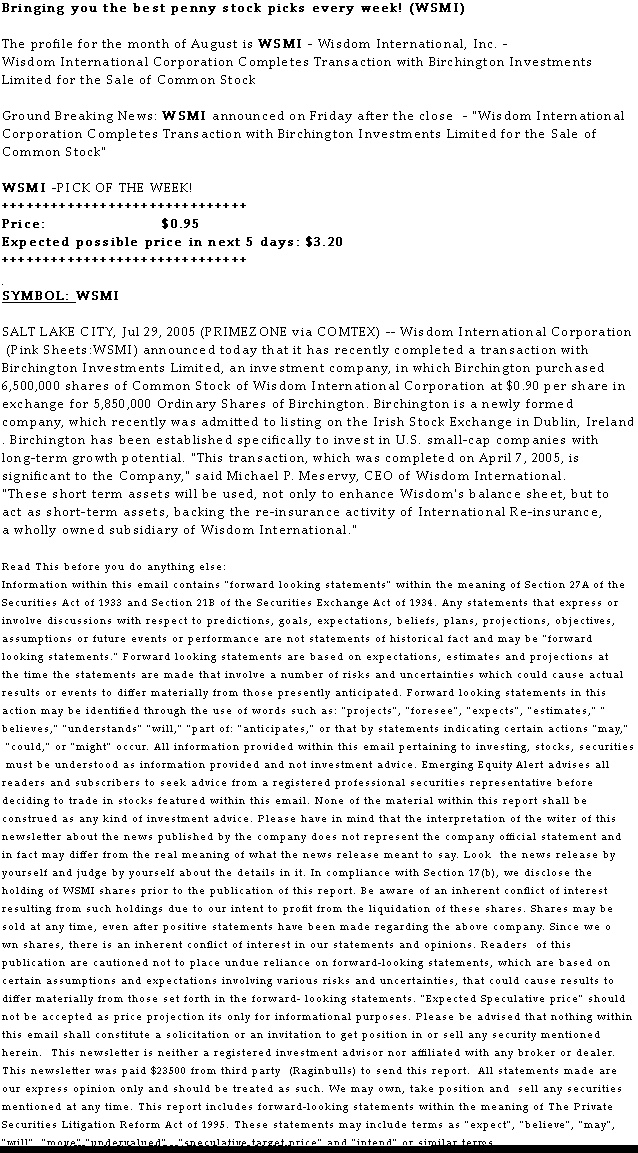 Bringing you the best penny stock picks every week! (WSMI)
The profile for the month of August is WSMI - Wisdom International, Inc. -
Wisdom International Corporation Completes Transaction with Birchington Investments
Limited for the Sale of Common Stock
Ground Breaking News: WSMI announced on Friday after the close - "Wisdom International
Corporation Completes Transaction with Birchington Investments Limited for the Sale of
Common Stock"
WSMI -PICK OF THE WEEK!
++++++++++++++++++++++++++++++
Price: $0.95
Expected possible price in next 5 days: $3.20
++++++++++++++++++++++++++++++
.
SYMBOL: WSMI
SALT LAKE CITY, Jul 29, 2005 (PRIMEZONE via COMTEX) -- Wisdom International Corporation
(Pink Sheets:WSMI) announced today that it has recently completed a transaction with
Birchington Investments Limited, an investment company, in which Birchington purchased
6,500,000 shares of Common Stock of Wisdom International Corporation at $0.90 per share in
exchange for 5,850,000 Ordinary Shares of Birchington. Birchington is a newly formed
company, which recently was admitted to listing on the Irish Stock Exchange in Dublin, Ireland
. Birchington has been established specifically to invest in U.S. small-cap companies with
long-term growth potential. "This transaction, which was completed on April 7, 2005, is
significant to the Company," said Michael P. Meservy, CEO of Wisdom International.
"These short term assets will be used, not only to enhance Wisdom's balance sheet, but to
act as short-term assets, backing the re-insurance activity of International Re-insurance,
a wholly owned subsidiary of Wisdom International."
Read This before you do anything else:
Information within this email contains "forward looking statements" within the meaning of Section 27A of the
Securities Act of 1933 and Section 21B of the Securities Exchange Act of 1934. Any statements that express or
involve discussions with respect to predictions, goals, expectations, beliefs, plans, projections, objectives,
assumptions or future events or performance are not statements of historical fact and may be "forward
looking statements." Forward looking statements are based on expectations, estimates and projections at
the time the statements are made that involve a number of risks and uncertainties which could cause actual
results or events to differ materially from those presently anticipated. Forward looking statements in this
action may be identified through the use of words such as: "projects", "foresee", "expects", "estimates," "
believes," "understands" "will," "part of: "anticipates," or that by statements indicating certain actions "may,"
"could," or "might" occur. All information provided within this email pertaining to investing, stocks, securities
must be understood as information provided and not investment advice. Emerging Equity Alert advises all
readers and subscribers to seek advice from a registered professional securities representative before
deciding to trade in stocks featured within this email. None of the material within this report shall be
construed as any kind of investment advice. Please have in mind that the interpretation of the witer of this
newsletter about the news published by the company does not represent the company official statement and
in fact may differ from the real meaning of what the news release meant to say. Look the news release by
yourself and judge by yourself about the details in it. In compliance with Section 17(b), we disclose the
holding of WSMI shares prior to the publication of this report. Be aware of an inherent conflict of interest
resulting from such holdings due to our intent to profit from the liquidation of these shares. Shares may be
sold at any time, even after positive statements have been made regarding the above company. Since we o
wn shares, there is an inherent conflict of interest in our statements and opinions. Readers of this
publication are cautioned not to place undue reliance on forward-looking statements, which are based on
certain assumptions and expectations involving various risks and uncertainties, that could cause results to
differ materially from those set forth in the forward- looking statements. "Expected Speculative price" should
not be accepted as price projection its only for informational purposes. Please be advised that nothing within
this email shall constitute a solicitation or an invitation to get position in or sell any security mentioned
herein. This newsletter is neither a registered investment advisor nor affiliated with any broker or dealer.
This newsletter was paid $23500 from third party (Raginbulls) to send this report. All statements made are
our express opinion only and should be treated as such. We may own, take position and sell any securities
mentioned at any time. This report includes forward-looking statements within the meaning of The Private
Securities Litigation Reform Act of 1995. These statements may include terms as "expect", "believe", "may",
"will", "move","undervalued", "speculative target price" and "intend" or similar terms.